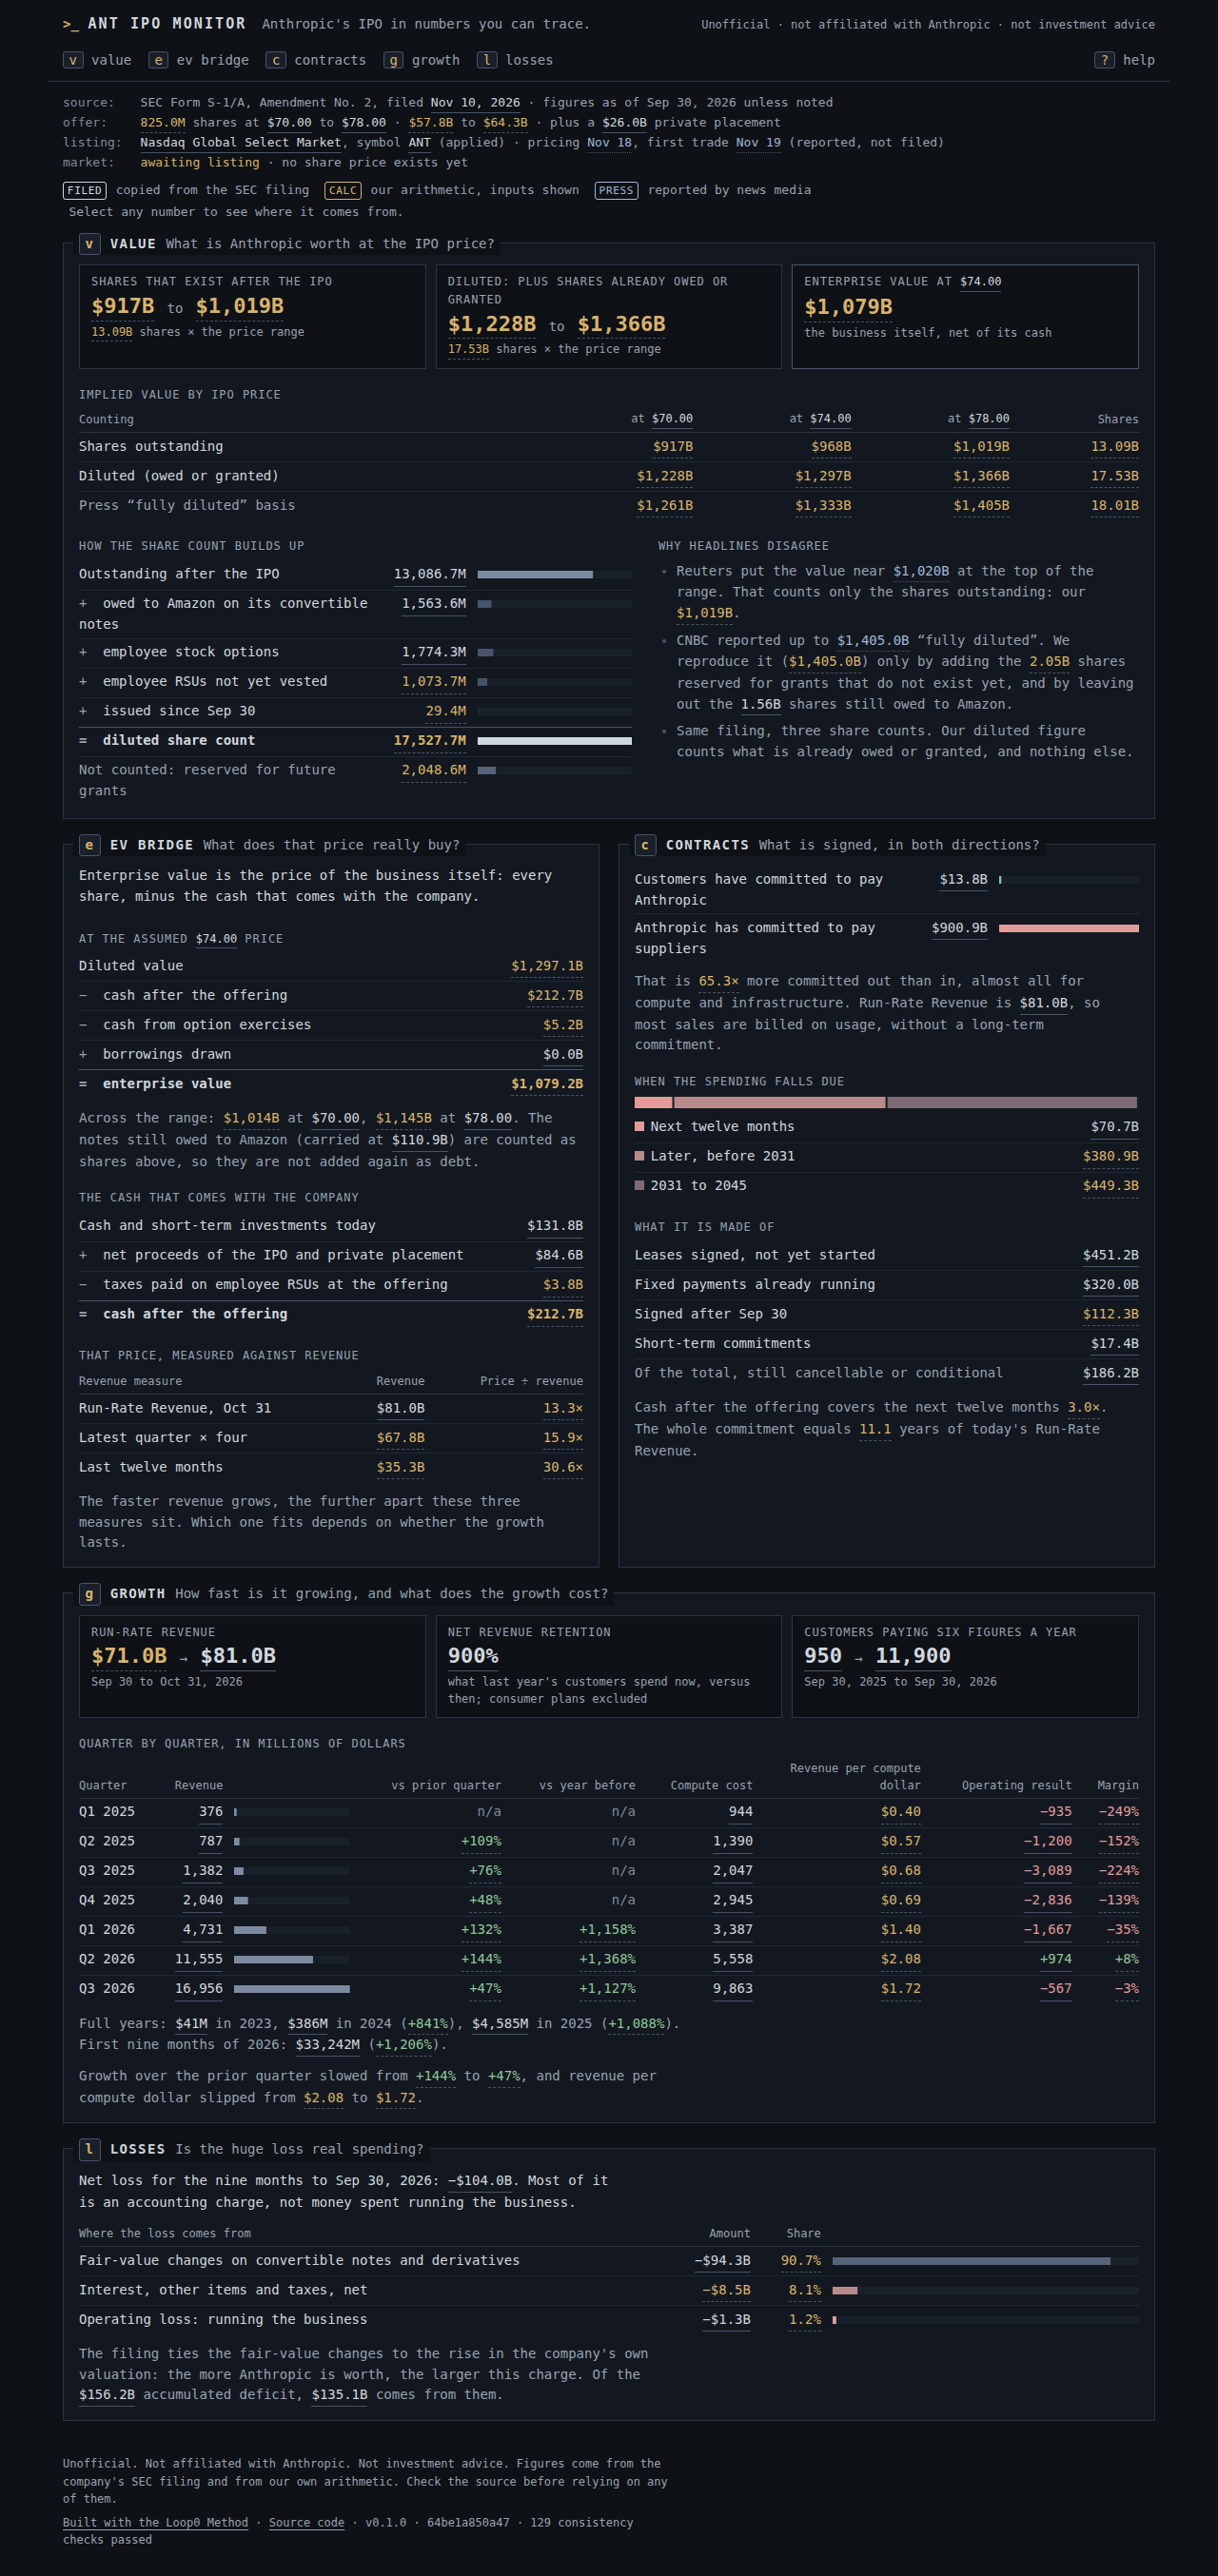 >_ ANT IPO MONITOR Anthropic's IPO in numbers you can trace. Unofficial · not affiliated with Anthropic · not investment advice
v value e ev bridge c contracts g growth l losses ? help
source: SEC Form S-1/A, Amendment No. 2, filed Nov 10, 2026 · figures as of Sep 30, 2026 unless noted
offer: 825.0M shares at $70.00 to $78.00 · $57.8B to $64.3B · plus a $26.0B private placement
listing: Nasdaq Global Select Market, symbol ANT (applied) · pricing Nov 18, first trade Nov 19 (reported, not filed)
market: awaiting listing · no share price exists yet
FILED copied from the SEC filing CALC our arithmetic, inputs shown PRESS reported by news media
Select any number to see where it comes from.
v VALUE What is Anthropic worth at the IPO price?
SHARES THAT EXIST AFTER THE IPO
$917B to $1,019B
13.09B shares × the price range
DILUTED: PLUS SHARES ALREADY OWED OR
GRANTED
$1,228B to $1,366B
17.53B shares × the price range
ENTERPRISE VALUE AT $74.00
$1,079B
the business itself, net of its cash
IMPLIED VALUE BY IPO PRICE
Counting at $70.00 at $74.00 at $78.00 Shares
Shares outstanding $917B $968B $1,019B 13.09B
Diluted (owed or granted) $1,228B $1,297B $1,366B 17.53B
Press “fully diluted” basis $1,261B $1,333B $1,405B 18.01B
HOW THE SHARE COUNT BUILDS UP
Outstanding after the IPO 13,086.7M
+ owed to Amazon on its convertible 1,563.6M
notes
+ employee stock options 1,774.3M
+ employee RSUs not yet vested 1,073.7M
+ issued since Sep 30 29.4M
= diluted share count 17,527.7M
Not counted: reserved for future 2,048.6M
grants
WHY HEADLINES DISAGREE
• Reuters put the value near $1,020B at the top of the
range. That counts only the shares outstanding: our
$1,019B.
• CNBC reported up to $1,405.0B “fully diluted”. We
reproduce it ($1,405.0B) only by adding the 2.05B shares
reserved for grants that do not exist yet, and by leaving
out the 1.56B shares still owed to Amazon.
• Same filing, three share counts. Our diluted figure
counts what is already owed or granted, and nothing else.
e EV BRIDGE What does that price really buy?
Enterprise value is the price of the business itself: every
share, minus the cash that comes with the company.
AT THE ASSUMED $74.00 PRICE
Diluted value $1,297.1B
− cash after the offering $212.7B
− cash from option exercises $5.2B
+ borrowings drawn $0.0B
= enterprise value $1,079.2B
Across the range: $1,014B at $70.00, $1,145B at $78.00. The
notes still owed to Amazon (carried at $110.9B) are counted as
shares above, so they are not added again as debt.
THE CASH THAT COMES WITH THE COMPANY
Cash and short-term investments today $131.8B
+ net proceeds of the IPO and private placement $84.6B
− taxes paid on employee RSUs at the offering $3.8B
= cash after the offering $212.7B
THAT PRICE, MEASURED AGAINST REVENUE
Revenue measure Revenue Price ÷ revenue
Run-Rate Revenue, Oct 31 $81.0B 13.3×
Latest quarter × four $67.8B 15.9×
Last twelve months $35.3B 30.6×
The faster revenue grows, the further apart these three
measures sit. Which one fits depends on whether the growth
lasts.
c CONTRACTS What is signed, in both directions?
Customers have committed to pay $13.8B
Anthropic
Anthropic has committed to pay $900.9B
suppliers
That is 65.3× more committed out than in, almost all for
compute and infrastructure. Run-Rate Revenue is $81.0B, so
most sales are billed on usage, without a long-term
commitment.
WHEN THE SPENDING FALLS DUE
Next twelve months $70.7B
Later, before 2031 $380.9B
2031 to 2045 $449.3B
WHAT IT IS MADE OF
Leases signed, not yet started $451.2B
Fixed payments already running $320.0B
Signed after Sep 30 $112.3B
Short-term commitments $17.4B
Of the total, still cancellable or conditional $186.2B
Cash after the offering covers the next twelve months 3.0×.
The whole commitment equals 11.1 years of today's Run-Rate
Revenue.
g GROWTH How fast is it growing, and what does the growth cost?
RUN-RATE REVENUE
$71.0B → $81.0B
Sep 30 to Oct 31, 2026
NET REVENUE RETENTION
900%
what last year's customers spend now, versus
then; consumer plans excluded
CUSTOMERS PAYING SIX FIGURES A YEAR
950 → 11,900
Sep 30, 2025 to Sep 30, 2026
QUARTER BY QUARTER, IN MILLIONS OF DOLLARS
Quarter Revenue vs prior quarter vs year before Compute cost Revenue per compute dollar Operating result Margin
Q1 2025 376 n/a n/a 944 $0.40 −935 −249%
Q2 2025 787 +109% n/a 1,390 $0.57 −1,200 −152%
Q3 2025 1,382 +76% n/a 2,047 $0.68 −3,089 −224%
Q4 2025 2,040 +48% n/a 2,945 $0.69 −2,836 −139%
Q1 2026 4,731 +132% +1,158% 3,387 $1.40 −1,667 −35%
Q2 2026 11,555 +144% +1,368% 5,558 $2.08 +974 +8%
Q3 2026 16,956 +47% +1,127% 9,863 $1.72 −567 −3%
Full years: $41M in 2023, $386M in 2024 (+841%), $4,585M in 2025 (+1,088%).
First nine months of 2026: $33,242M (+1,206%).
Growth over the prior quarter slowed from +144% to +47%, and revenue per
compute dollar slipped from $2.08 to $1.72.
l LOSSES Is the huge loss real spending?
Net loss for the nine months to Sep 30, 2026: −$104.0B. Most of it
is an accounting charge, not money spent running the business.
Where the loss comes from Amount Share
Fair-value changes on convertible notes and derivatives −$94.3B 90.7%
Interest, other items and taxes, net −$8.5B 8.1%
Operating loss: running the business −$1.3B 1.2%
The filing ties the fair-value changes to the rise in the company's own
valuation: the more Anthropic is worth, the larger this charge. Of the
$156.2B accumulated deficit, $135.1B comes from them.
Unofficial. Not affiliated with Anthropic. Not investment advice. Figures come from the
company's SEC filing and from our own arithmetic. Check the source before relying on any
of them.
Built with the Loop0 Method · Source code · v0.1.0 · 64be1a850a47 · 129 consistency
checks passed